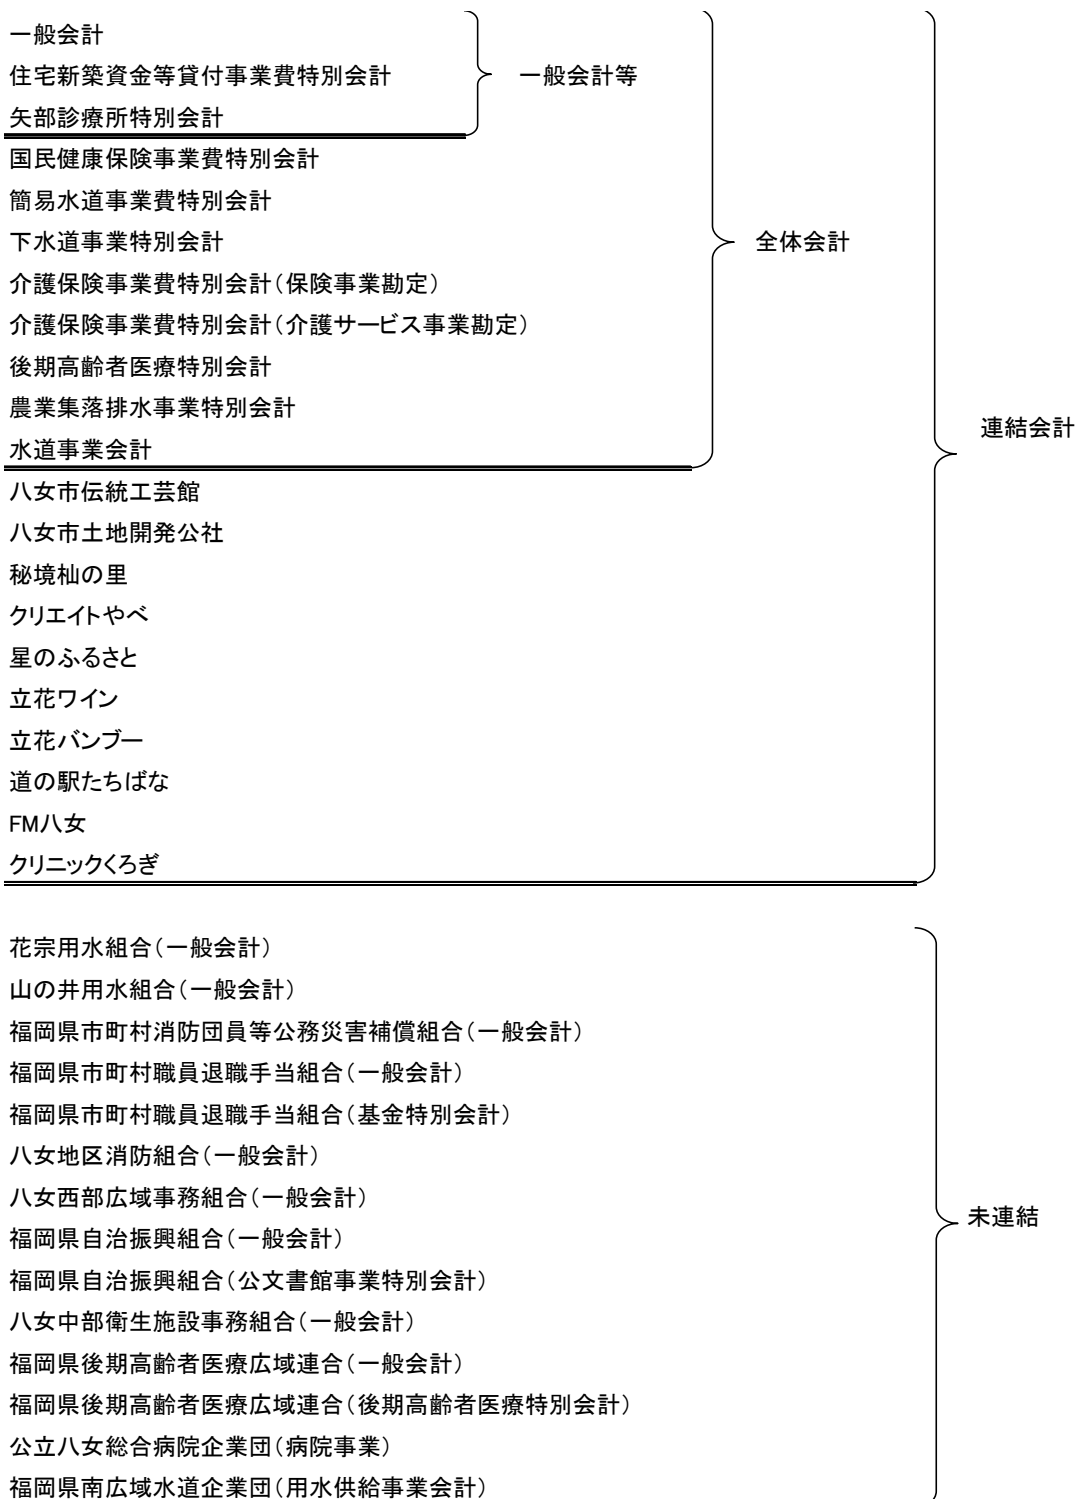 一般会計
住宅新築資金等貸付事業費特別会計
一般会計等
矢部診療所特別会計
国民健康保険事業費特別会計
簡易水道事業費特別会計
下水道事業特別会計
全体会計
介護保険事業費特別会計（保険事業勘定）
介護保険事業費特別会計（介護サービス事業勘定）
後期高齢者医療特別会計
農業集落排水事業特別会計
連結会計
水道事業会計
八女市伝統工芸館
八女市土地開発公社
秘境杣の里
クリエイトやべ
星のふるさと
立花ワイン
立花バンブー
道の駅たちばな
FM八女
クリニックくろぎ
花宗用水組合（一般会計）
山の井用水組合（一般会計）
福岡県市町村消防団員等公務災害補償組合（一般会計）
福岡県市町村職員退職手当組合（一般会計）
福岡県市町村職員退職手当組合（基金特別会計）
八女地区消防組合（一般会計）
八女西部広域事務組合（一般会計）
未連結
福岡県自治振興組合（一般会計）
福岡県自治振興組合（公文書館事業特別会計）
八女中部衛生施設事務組合（一般会計）
福岡県後期高齢者医療広域連合（一般会計）
福岡県後期高齢者医療広域連合（後期高齢者医療特別会計）
公立八女総合病院企業団（病院事業）
福岡県南広域水道企業団（用水供給事業会計）